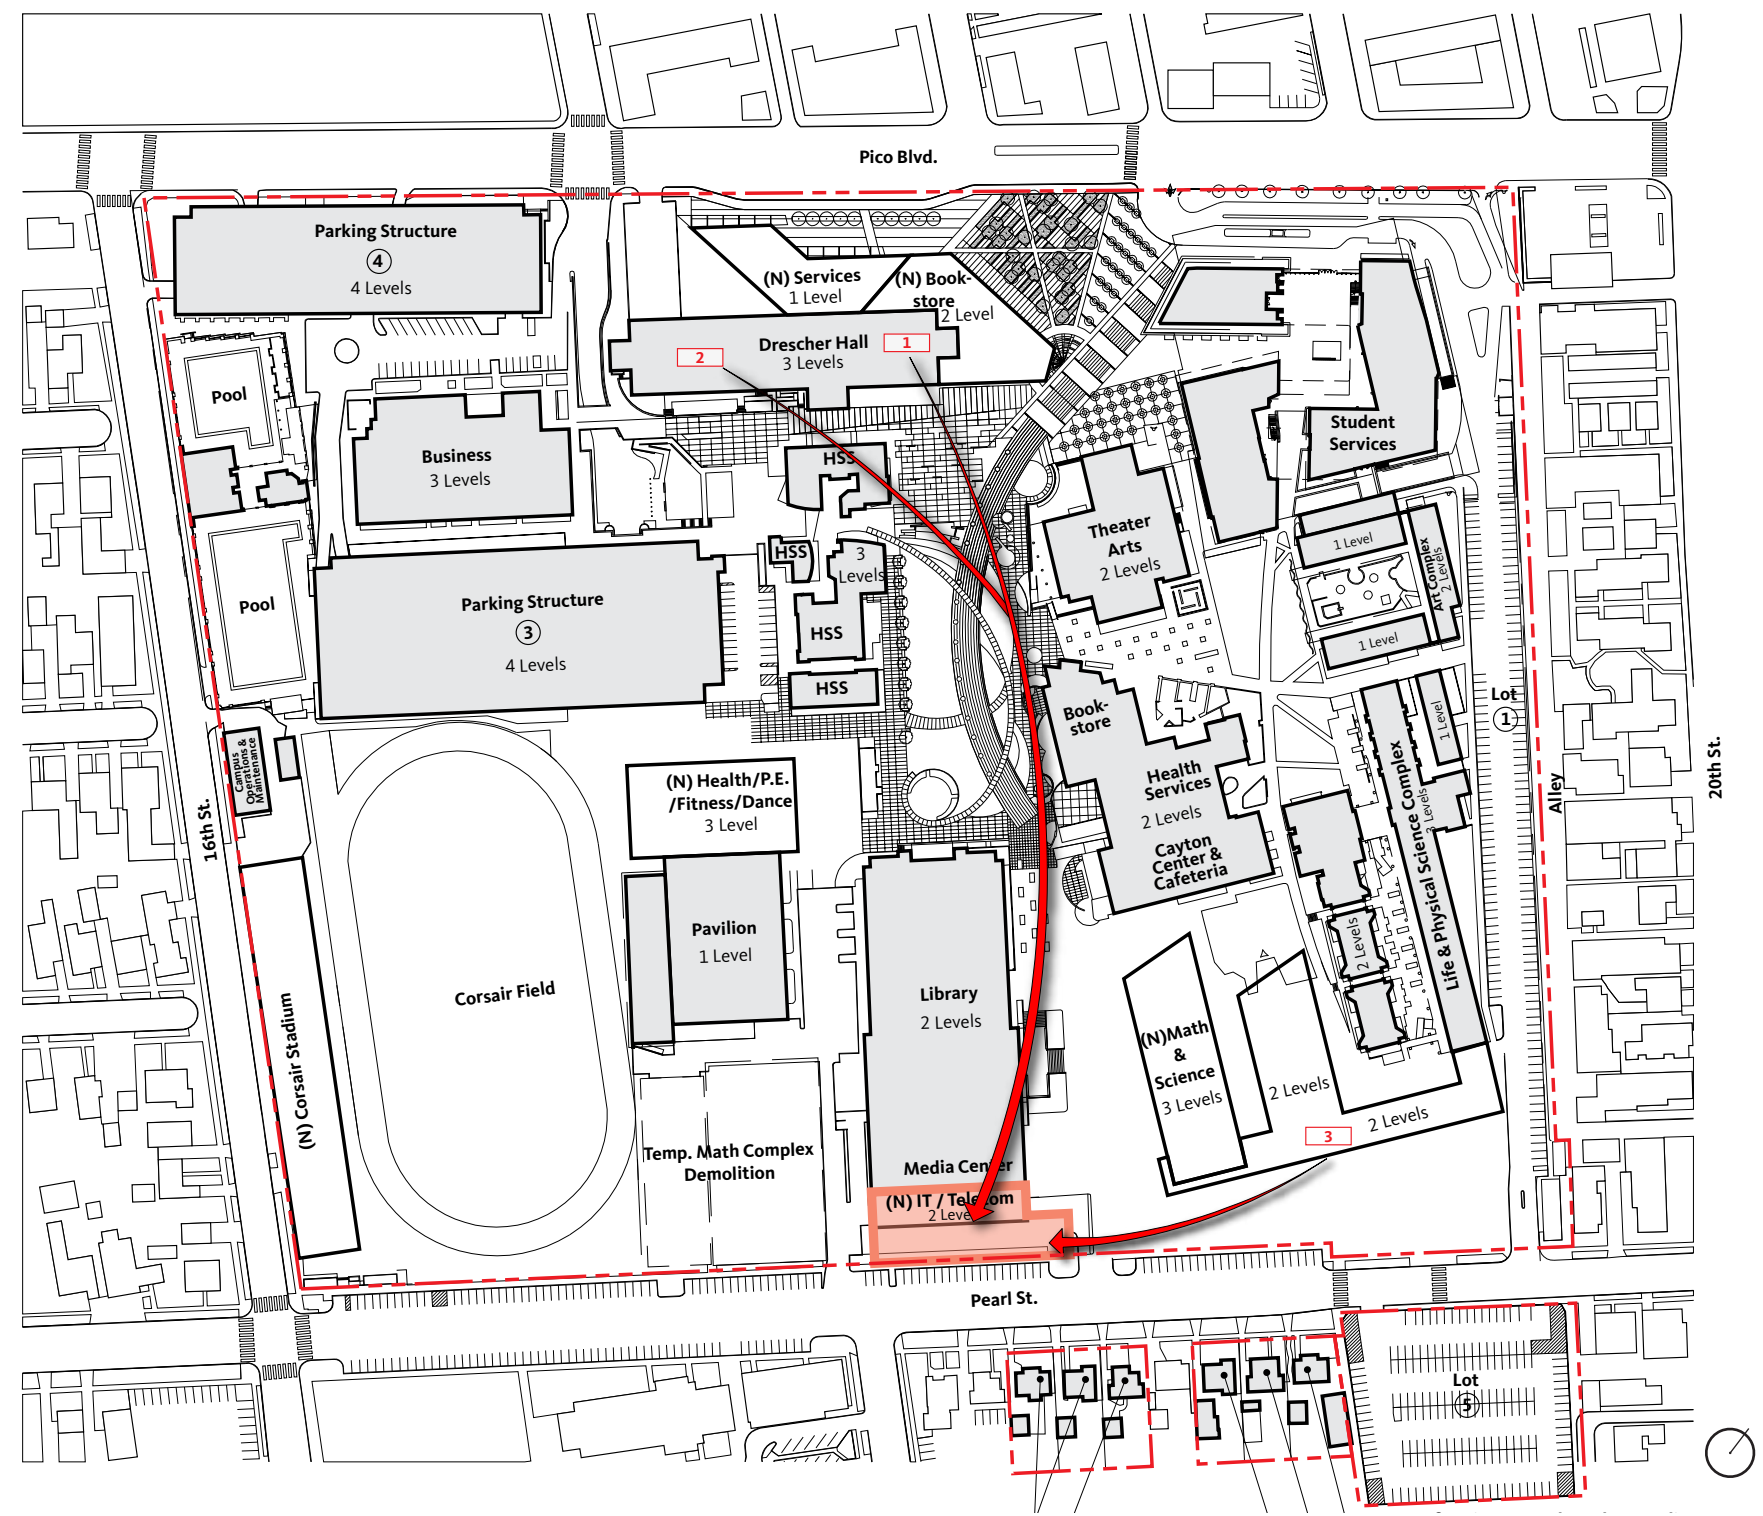 Pico Blvd.
Parking Structure
4
4 Levels
(N) Services
1 Level
(N) Book-
store
2 Level
Drescher Hall
3 Levels
2
1
Pool
Business
3 Levels
HSS
Student
Services
Theater
Arts
2 Levels
1 Level
Art Complex
2 Levels
1 Level
HSS
3
Levels
HSS
HSS
Pool
Parking Structure
3
4 Levels
Book-
store
Health
Services
2 Levels
Cayton
Center &
Cafeteria
1 Level
Life & Physical Science Complex
3 Levels
2 Levels
Lot
1
Alley
20th St.
16th St.
Campus
Operations &
Maintenance
(N) Health/P.E.
/Fitness/Dance
3 Level
Pavilion
1 Level
Corsair Field
(N) Corsair Stadium
Library
2 Levels
(N)Math
&
Science
3 Levels
2 Levels
2 Levels
3
Temp. Math Complex
Demolition
Media Center
(N) IT / Telecom
2 Leve
Pearl St.
Lot
5